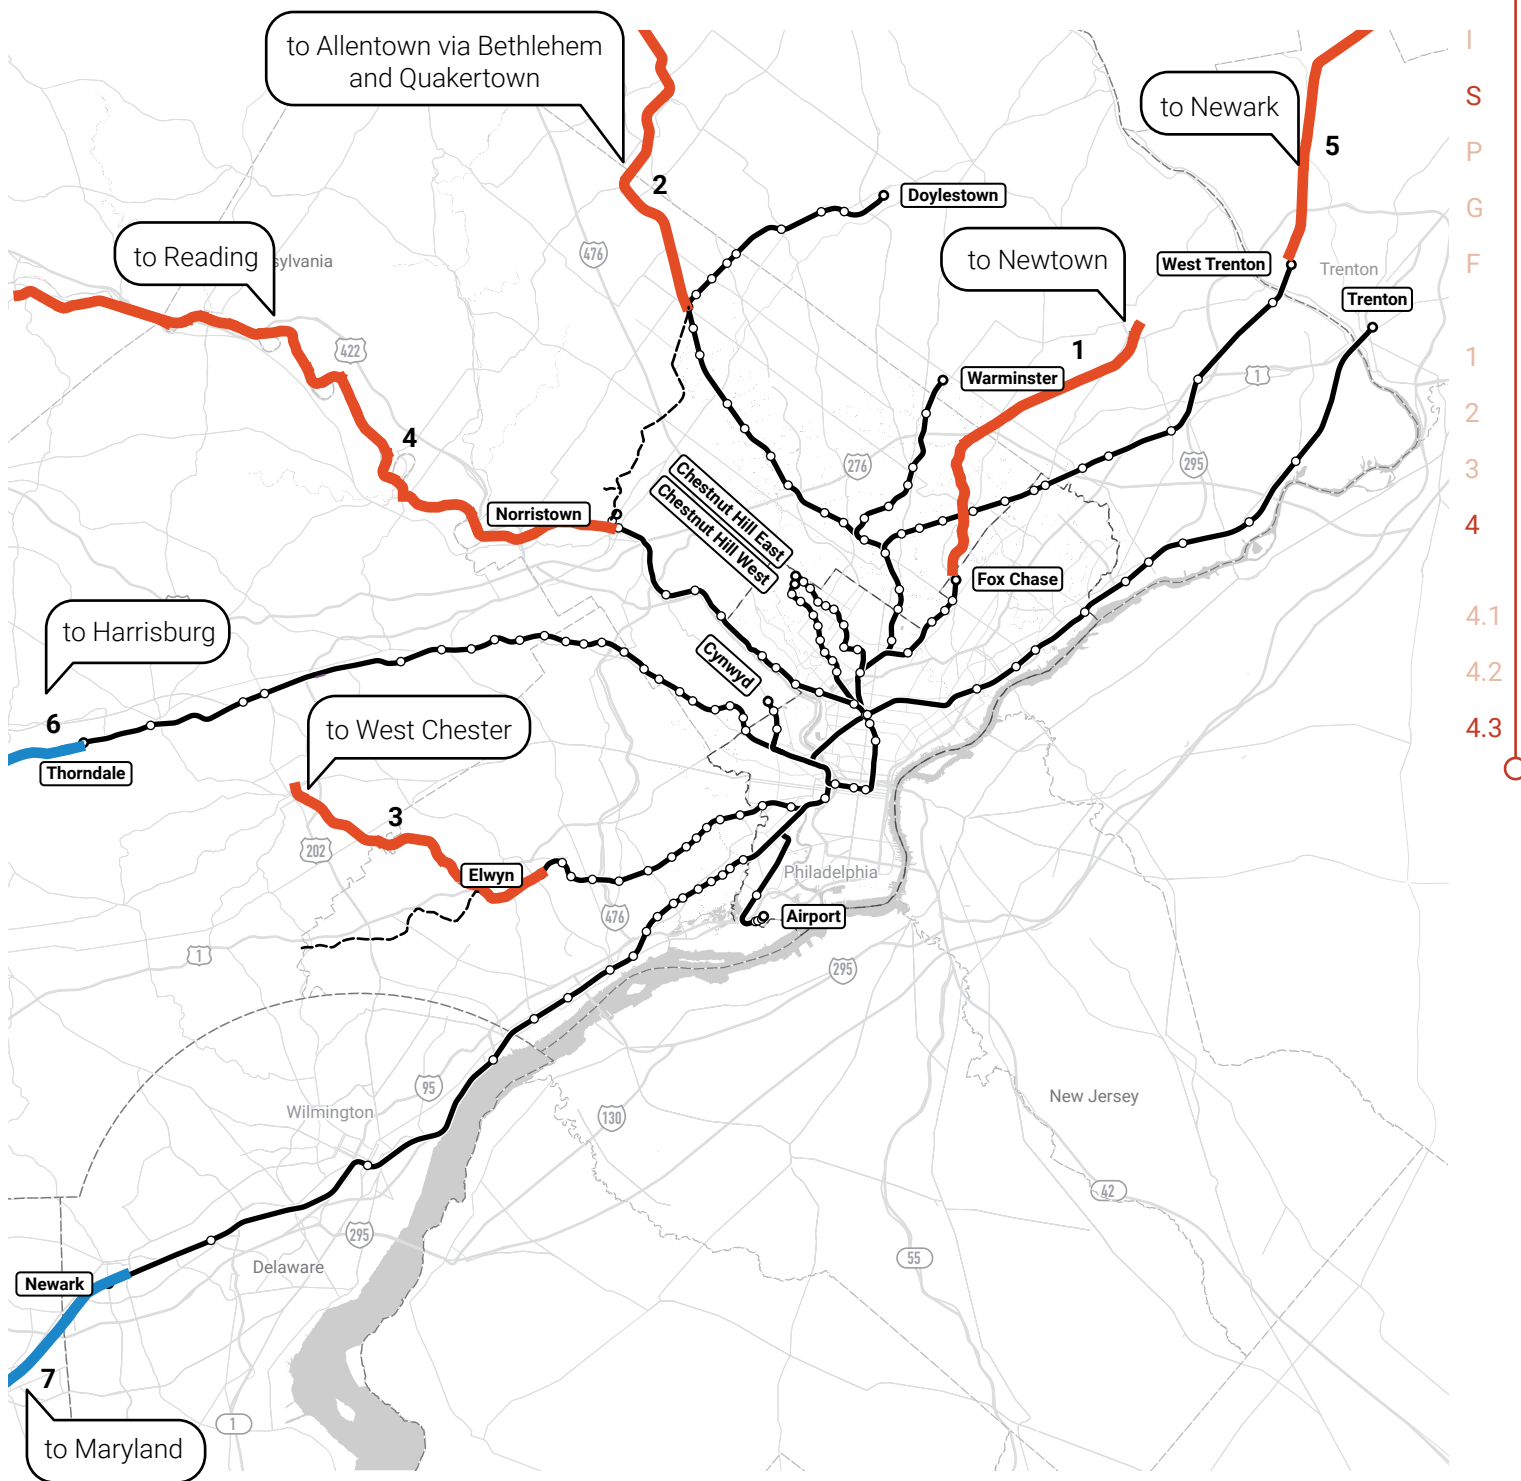 to Allentown via Bethlehem
and Quakertown
to Newark
5
2
Doylestown
to Reading
sylvania
476
to Newtown
West Trenton
Trenton
Trenton
422
1
Warminster
1
4
276
295
Chestnut Hill East
Chestnut Hill West
Norristown
Fox Chase
to Harrisburg
Cynwyd
6
to West Chester
Thorndale
3
202
Elwyn
Philadelphia
476
Airport
1
295
95
Wilmington
130
New Jersey
42
295
Delaware
55
Newark
7
1
to Maryland
I
S
P
G
F
1
2
3
4
4.1
4.2
4.3